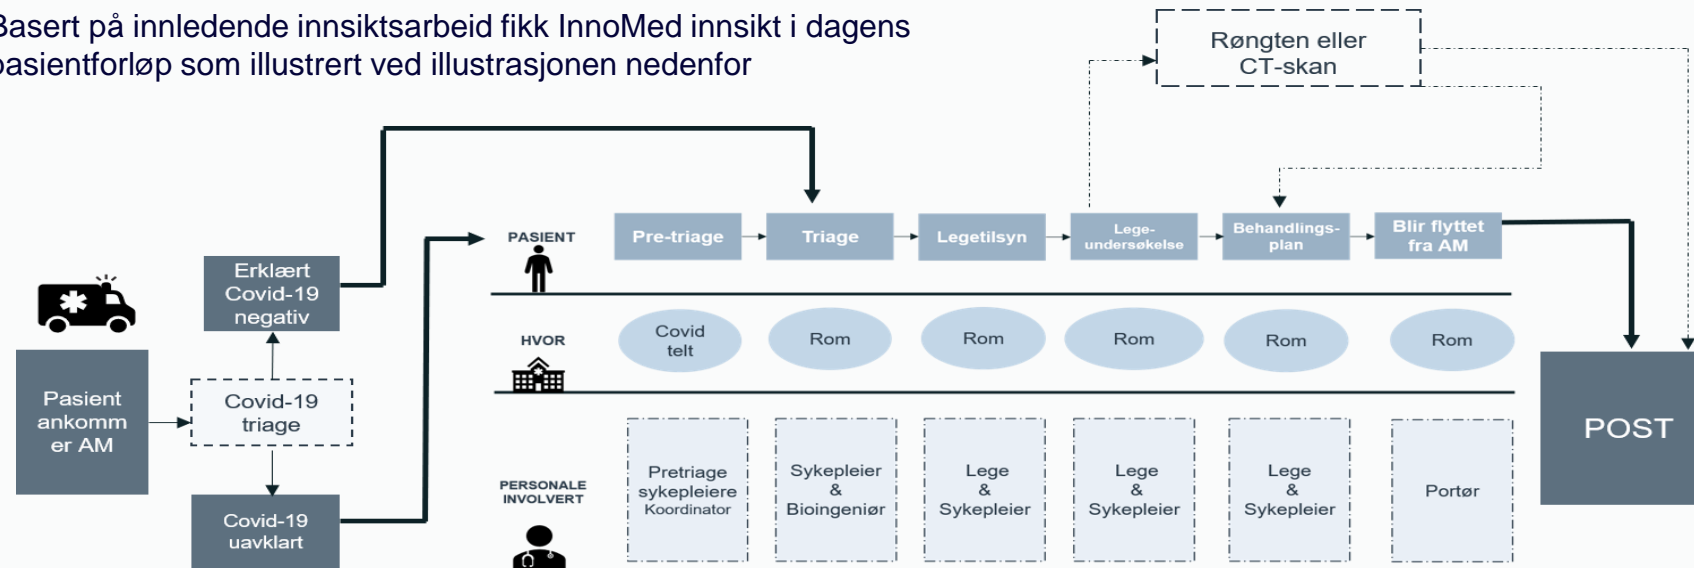 Basert på innledende innsiktsarbeid fikk InnoMed innsikt i dagens
pasientforløp som illustrert ved illustrasjonen nedenfor
Røngten eller
CT-skan
PASIENT
Pre-triage
Triage
Legetilsyn
Lege-
undersøkelse
Behandlings-
plan
Blir flyttet
fra AM
Erklært
Covid-19
negativ
HVOR
Covid
telt
Rom
Rom
Rom
Rom
Rom
Pasient
ankomm
er AM
Covid-19
triage
POST
Covid-19
uavklart
PERSONALE
INVOLVERT
Pretriage
sykepleiere
Koordinator
Sykepleier
&
Bioingeniør
Lege
&
Sykepleier
Lege
&
Sykepleier
Lege
&
Sykepleier
Portør